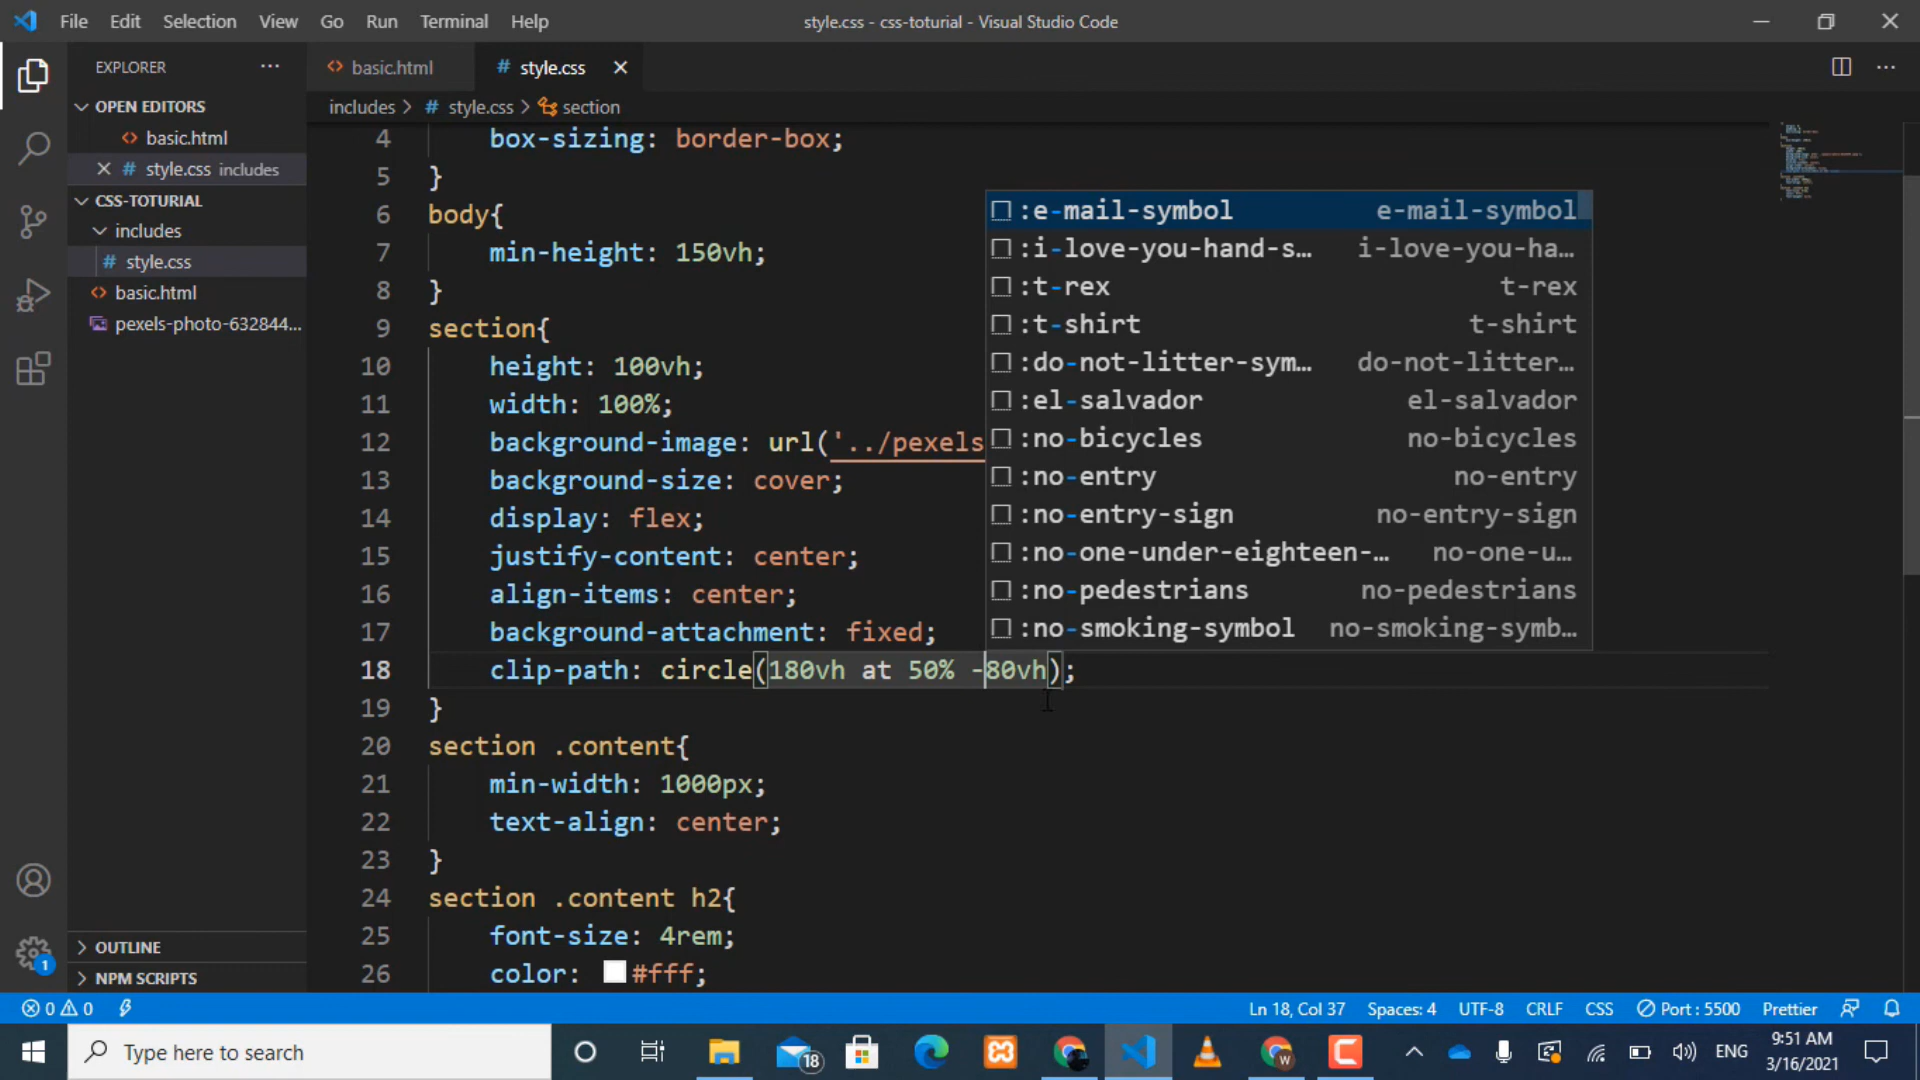 File Edit Selection View Go Run Terminal Help
style.css - css-toturial - Visual Studio Code
EXPLORER
OPEN EDITORS
basic.html
style.css includes
CSS-TOTURIAL
includes
style.css
basic.html
pexels-photo-632844...
OUTLINE
NPM SCRIPTS
basic.html
style.css
includes > style.css > section
4 box-sizing: border-box;
5 }
6 body{
7 min-height: 150vh;
8 }
9 section{
10 height: 100vh;
11 width: 100%;
12 background-image: url('../pexels
13 background-size: cover;
14 display: flex;
15 justify-content: center;
16 align-items: center;
17 background-attachment: fixed;
18 clip-path: circle(180vh at 50% -80vh);
19 }
20 section .content{
21 min-width: 1000px;
22 text-align: center;
23 }
24 section .content h2{
25 font-size: 4rem;
26 color: #fff;
:e-mail-symbol e-mail-symbol
:i-love-you-hand-s... i-love-you-ha...
:t-rex t-rex
:t-shirt t-shirt
:do-not-litter-sym... do-not-litter...
:el-salvador el-salvador
:no-bicycles no-bicycles
:no-entry no-entry
:no-entry-sign no-entry-sign
:no-one-under-eighteen-... no-one-u...
:no-pedestrians no-pedestrians
:no-smoking-symbol no-smoking-symb...
1
0 0
Ln 18, Col 37 Spaces: 4 UTF-8 CRLF CSS Port : 5500 Prettier
Type here to search
18
ENG
9:51 AM
3/16/2021